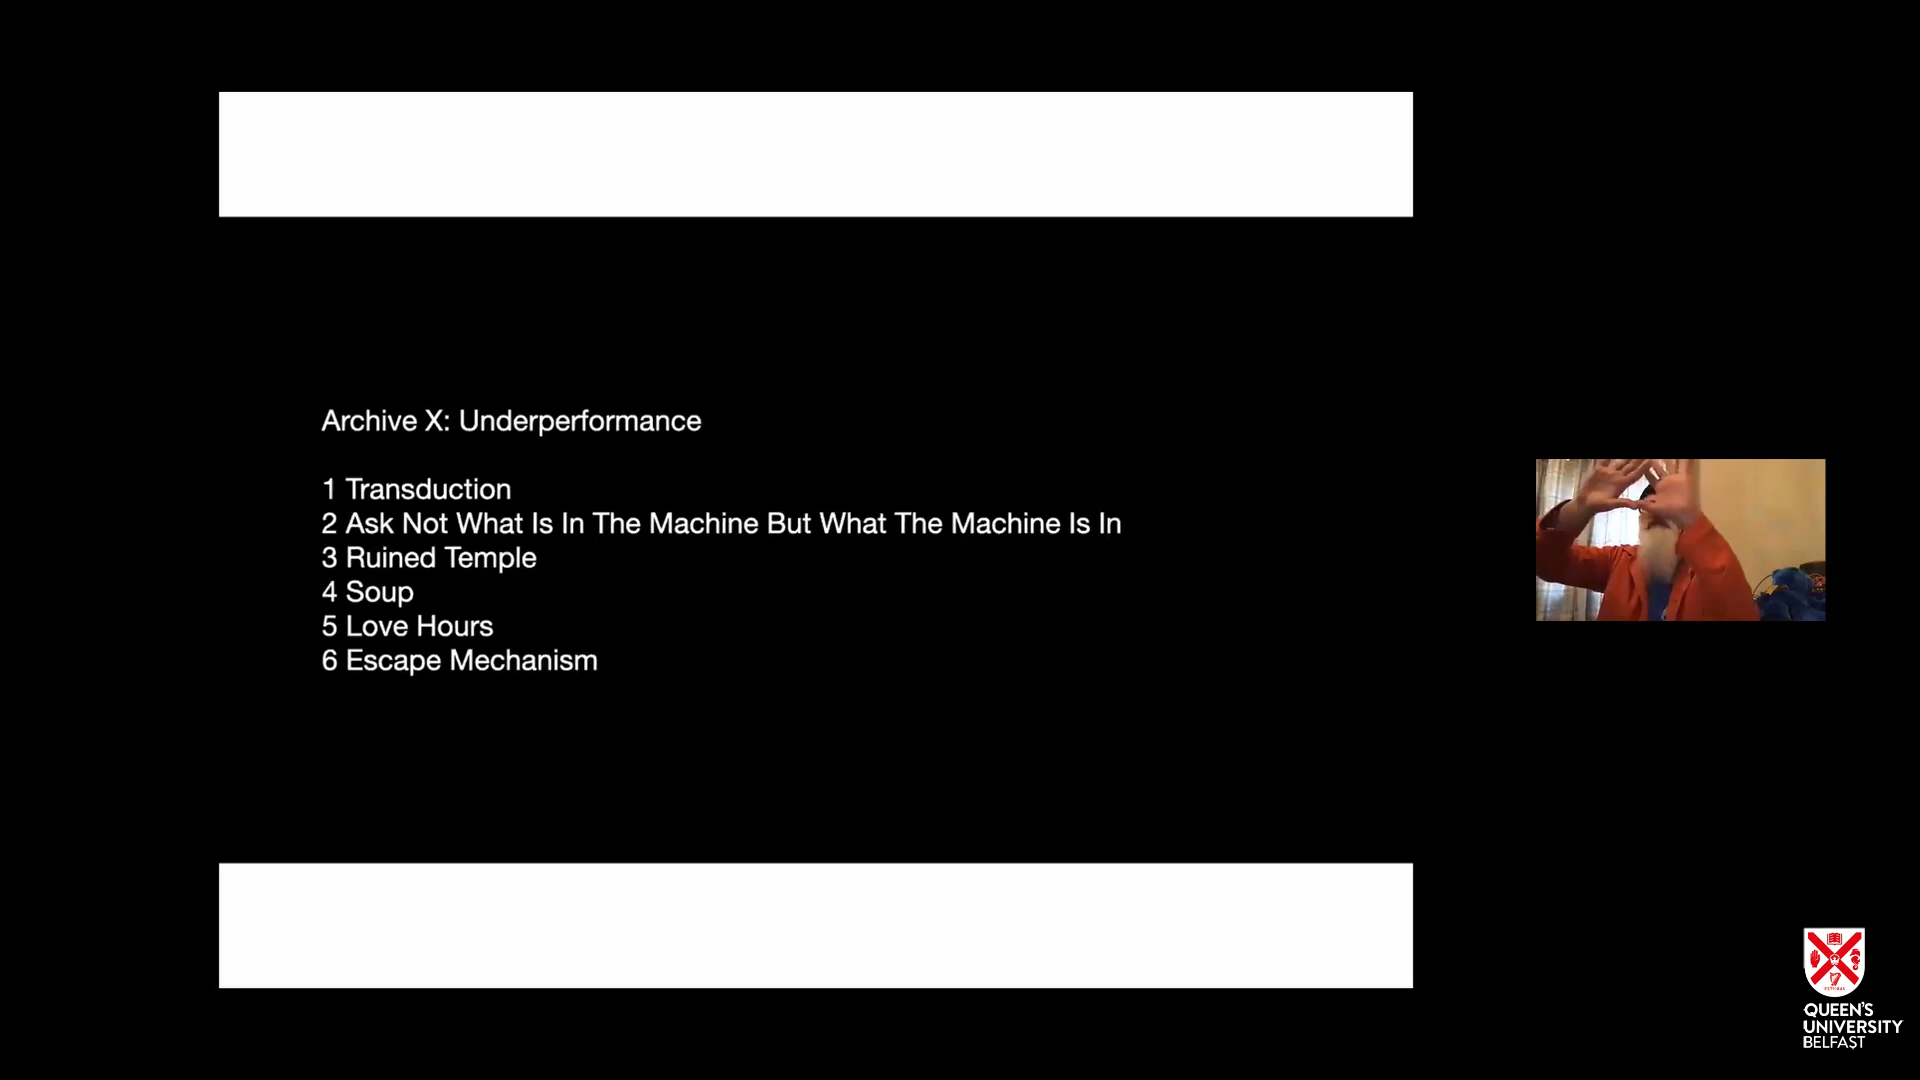 Archive X: Underperformance
1 Transduction
2 Ask Not What Is In The Machine But What The Machine Is In
3 Ruined Temple
4 Soup
5 Love Hours
6 Escape Mechanism
QUEEN'S
UNIVERSITY
BELFAST